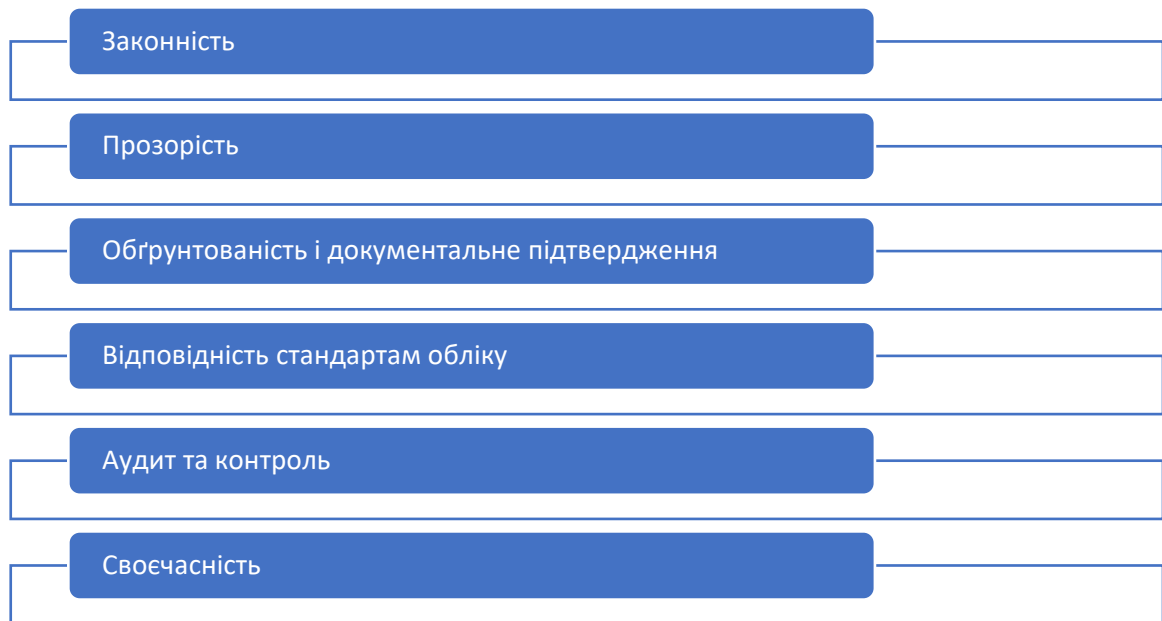 Законність
Прозорість
Обґрунтованість і документальне підтвердження
Відповідність стандартам обліку
Аудит та контроль
Своєчасність